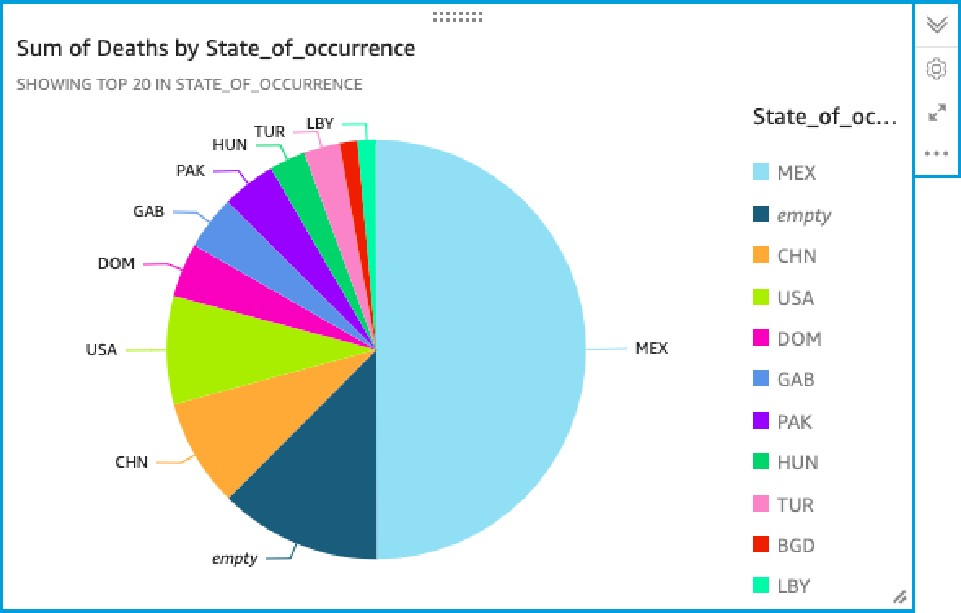 Sum of Deaths by State_of_occurrence
SHOWING TOP 20 IN STATE_OF_OCCURRENCE
LBY
TUR
HUN
PAK
GAB
DOM
USA
CHN
empty
MEX
State_of_oc...
MEX
empty
CHN
USA
DOM
GAB
PAK
HUN
TUR
BGD
LBY